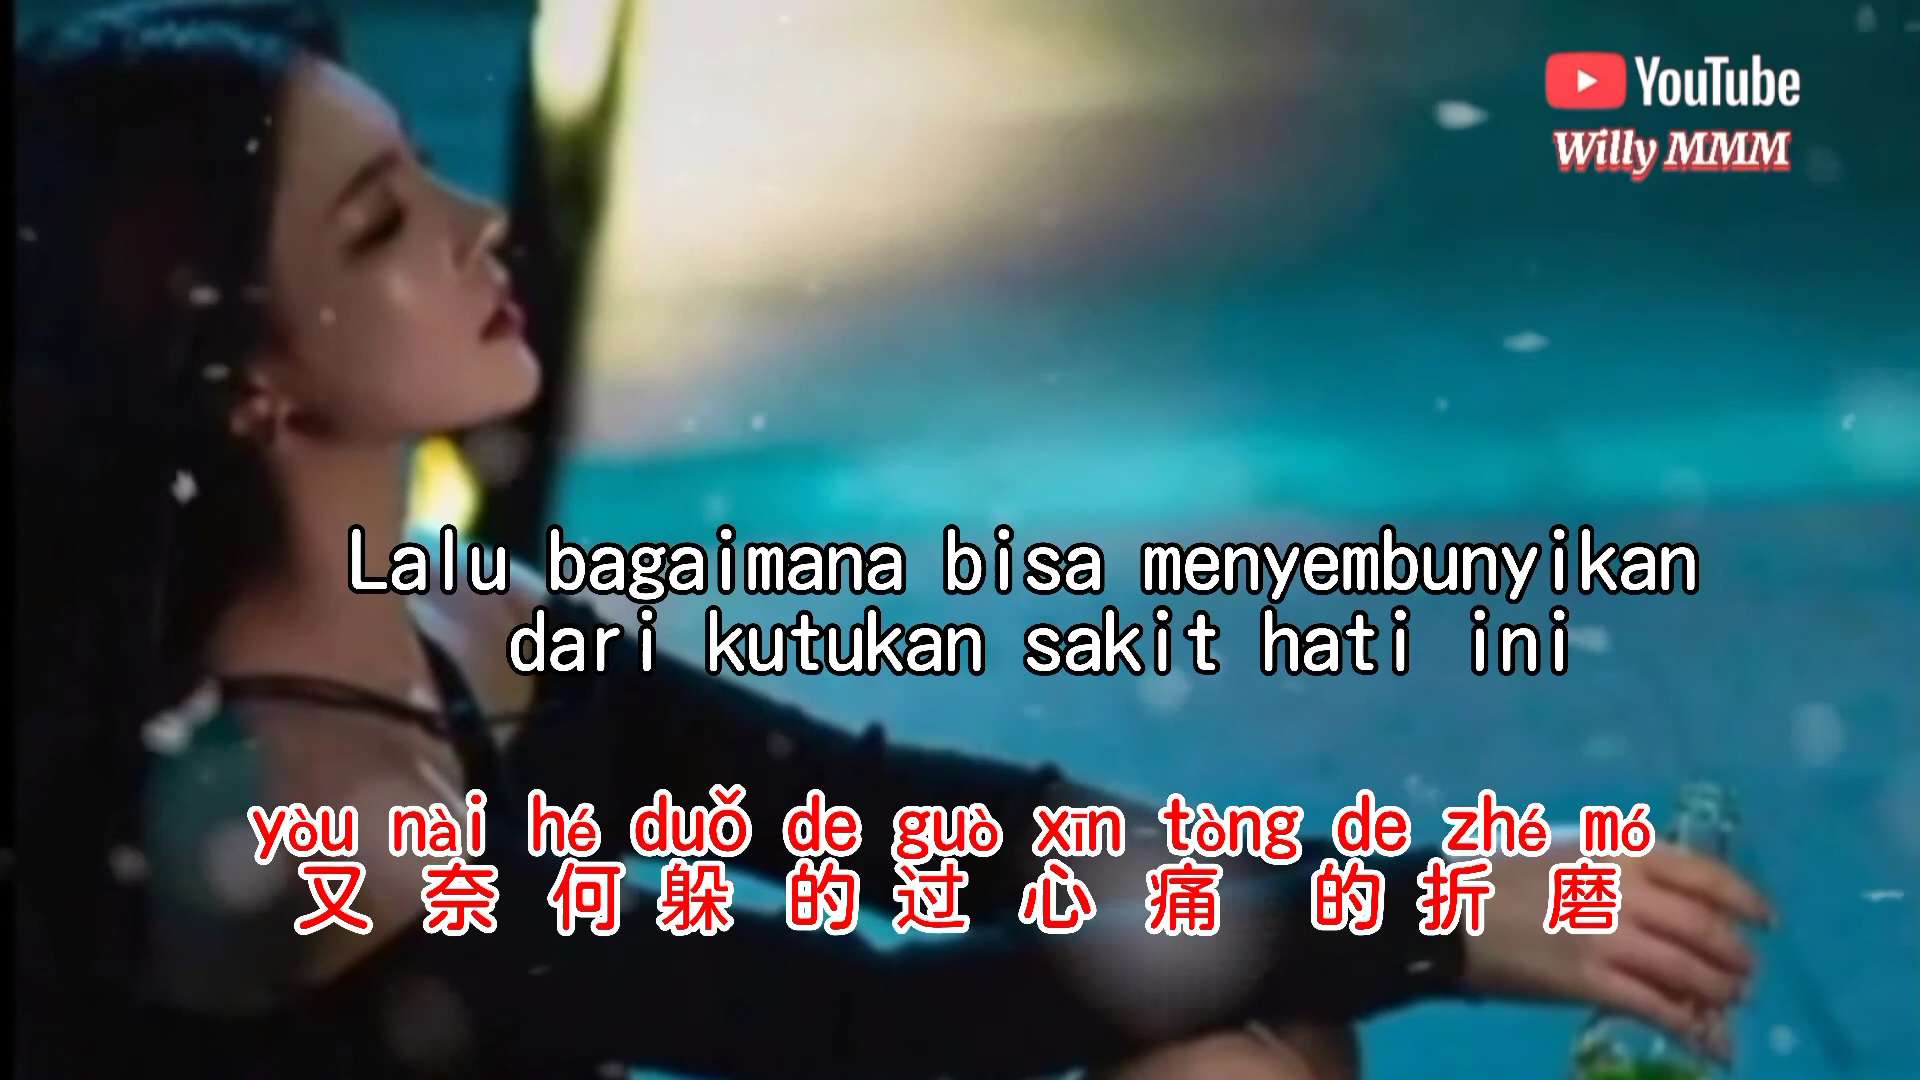 YouTube
Willy MMM
Lalu bagaimana bisa menyembunyikan
dari kutukan sakit hati ini
yòu nài hé duǒ de guò xīn tòng de zhé mó
又 奈 何 躲 的 过 心 痛 的 折 磨